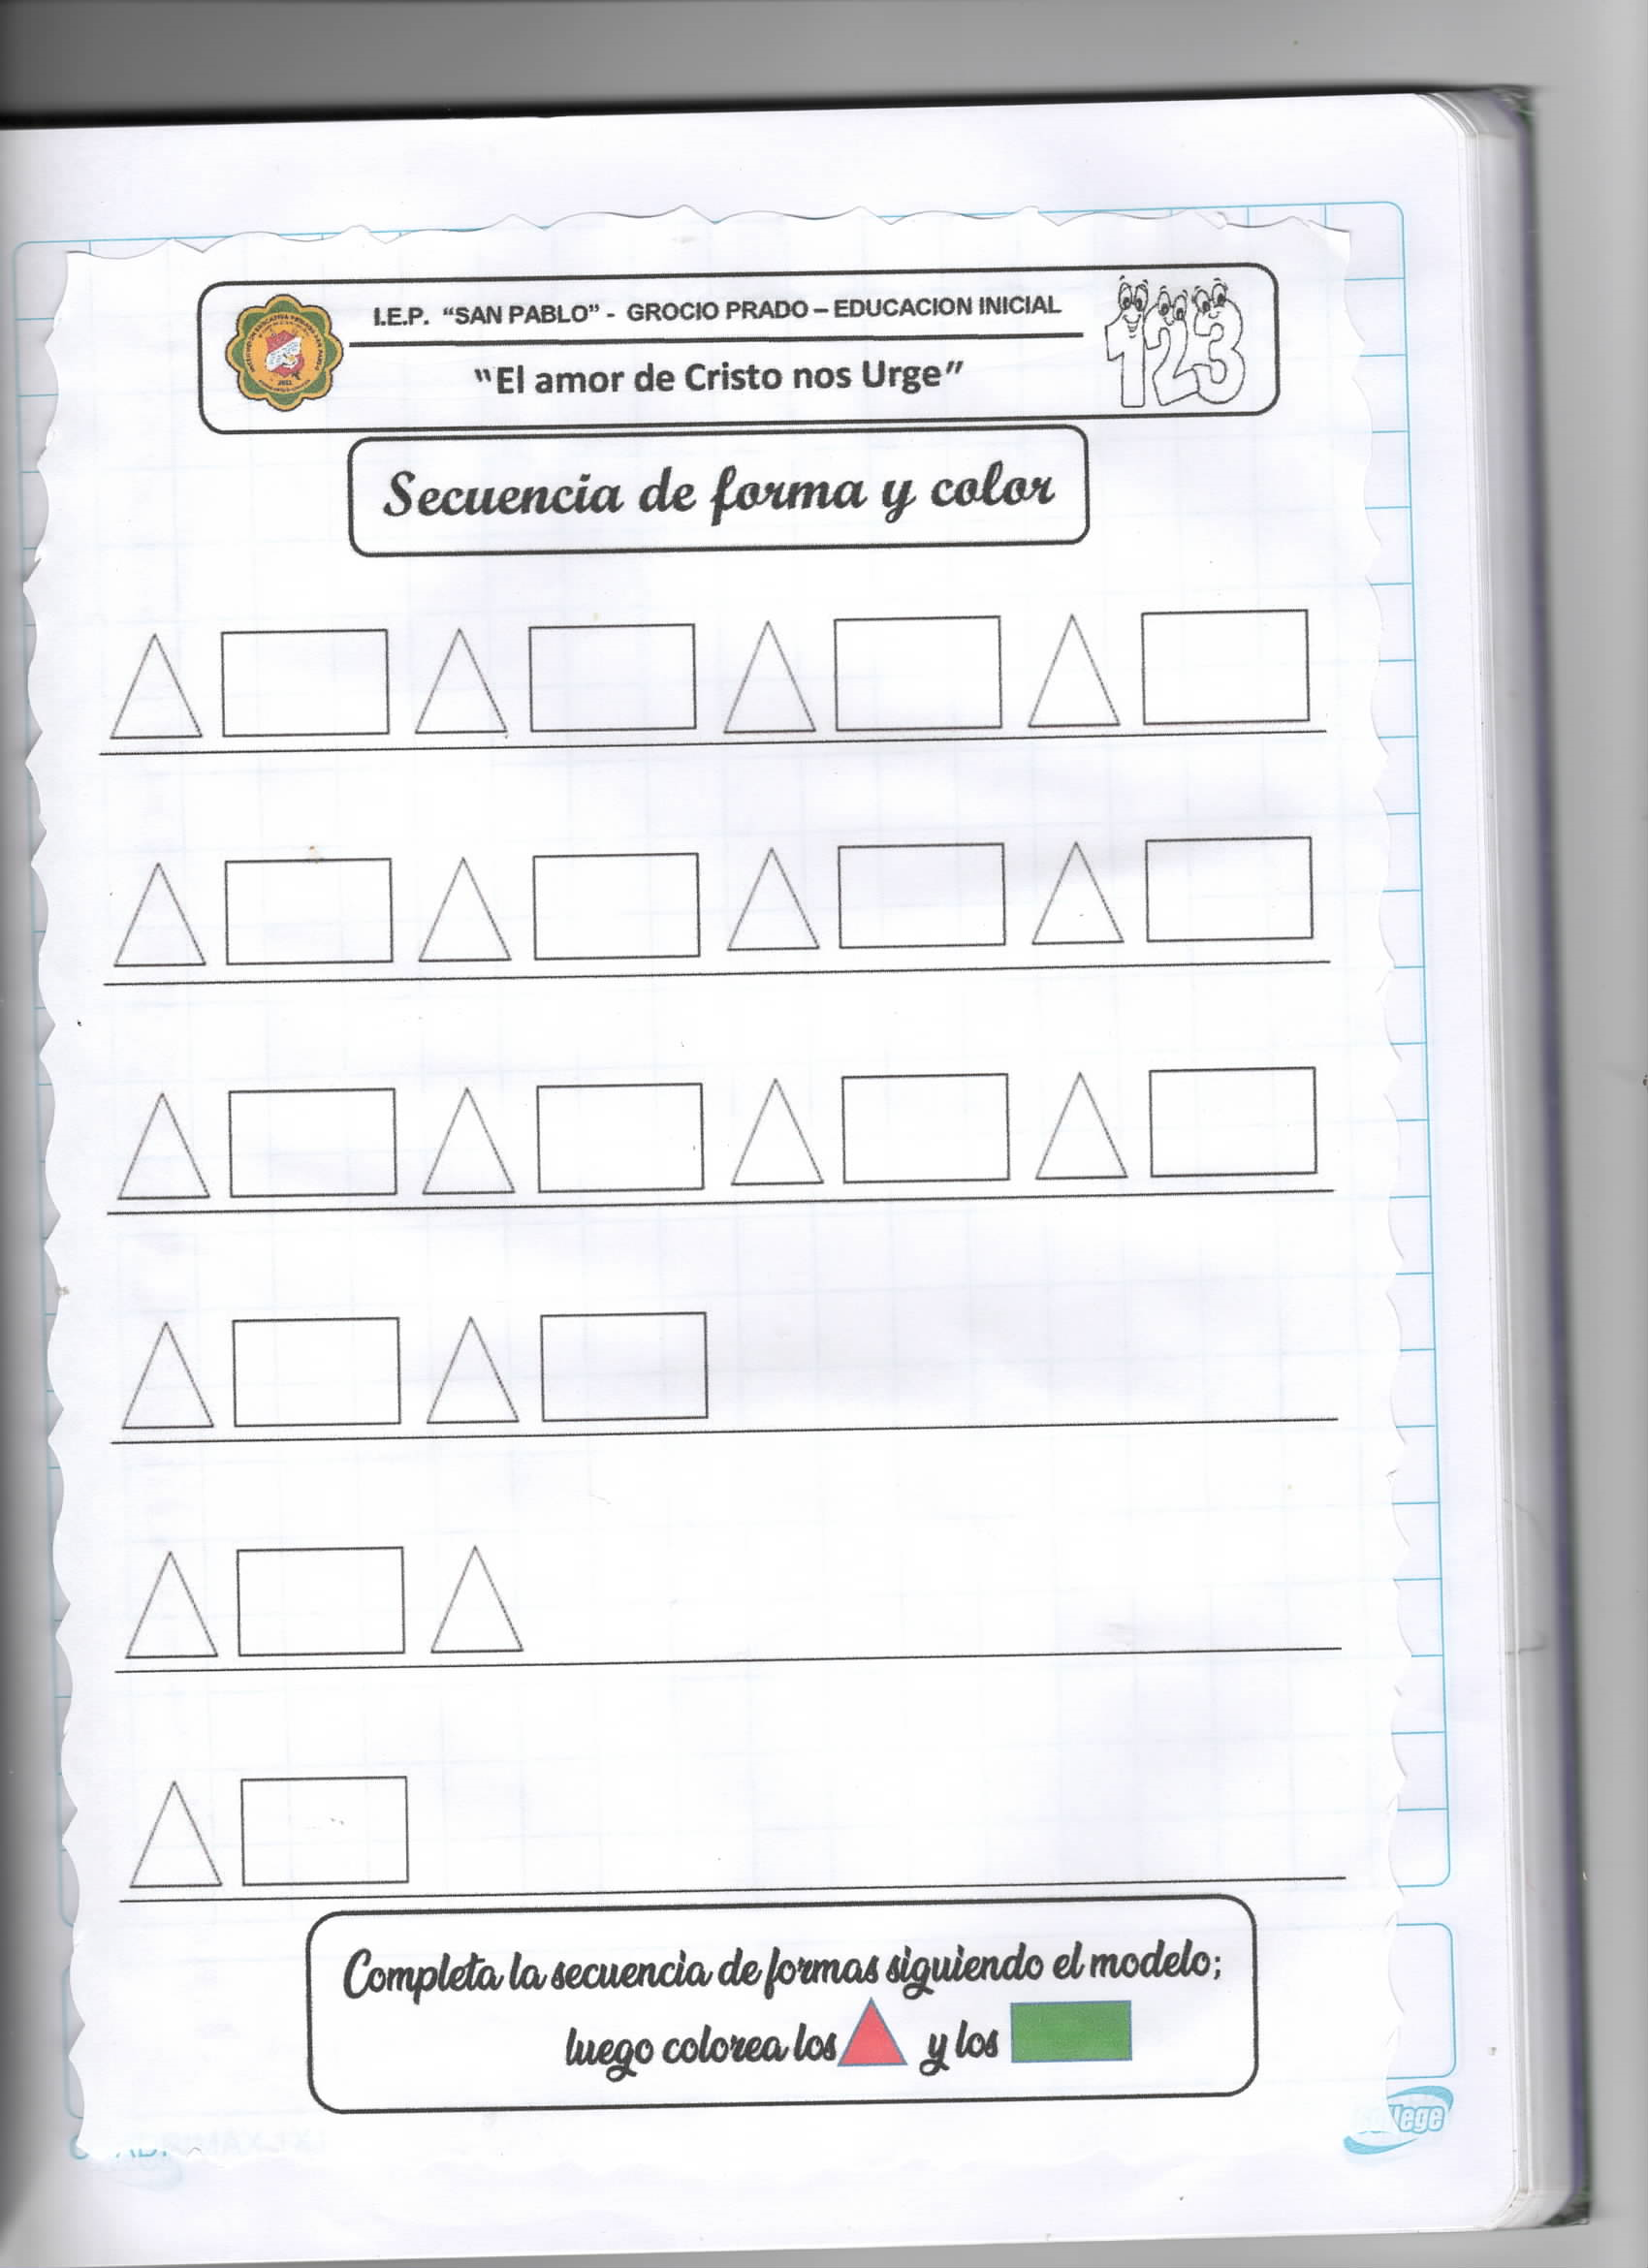 I.E.P. “SAN PABLO” - GROCIO PRADO – EDUCACION INICIAL
“El amor de Cristo nos Urge”
123
Secuencia de forma y color
Completa la secuencia de formas siguiendo el modelo;
luego colorea los y los